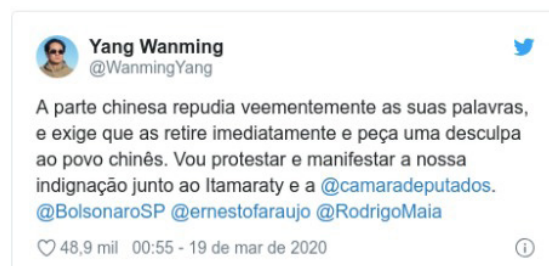 Yang Wanming
@WanmingYang
A parte chinesa repudia veementemente as suas palavras,
e exige que as retire imediatamente e peça uma desculpa
ao povo chinês. Vou protestar e manifestar a nossa
indignação junto ao Itamaraty e a @camaradeputados.
@BolsonaroSP @ernestofaraujo @RodrigoMaia
48,9 mil 00:55 - 19 de mar de 2020